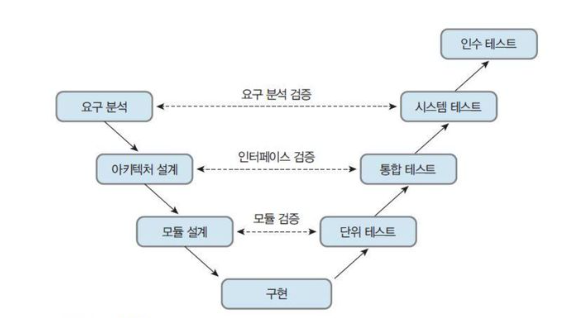 인수 테스트
요구 분석 검증
요구 분석
시스템 테스트
인터페이스 검증
아키텍처 설계
통합 테스트
모듈 검증
모듈 설계
단위 테스트
구현